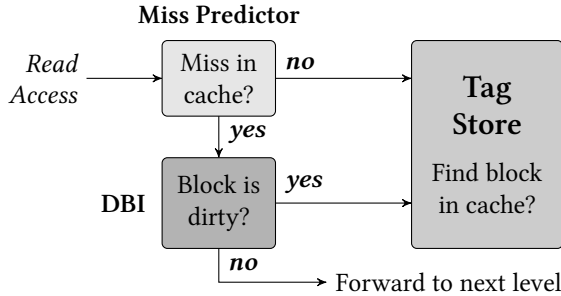 Miss Predictor
Read
Access
Miss in
cache?
no
yes
DBI
Block is
dirty?
yes
no
Tag
Store
Find block
in cache?
Forward to next level